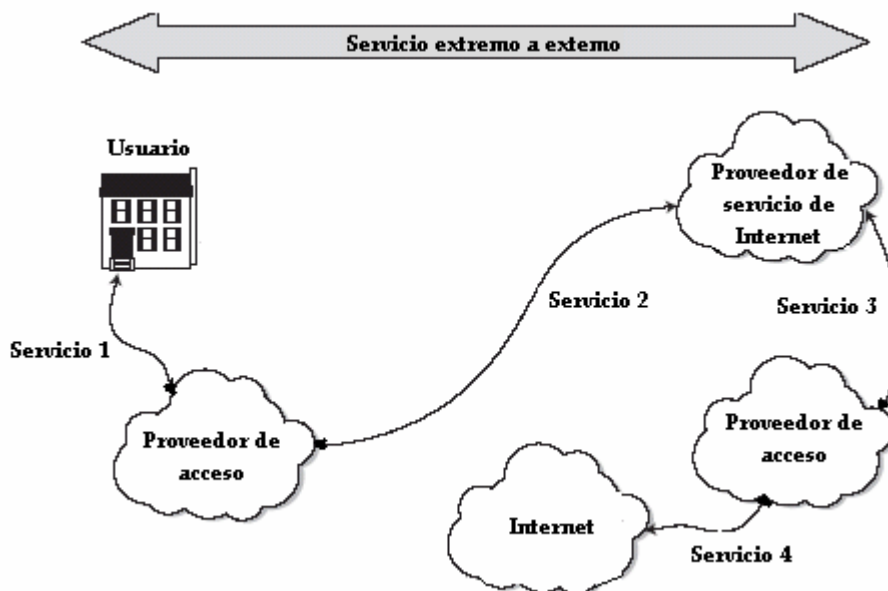 Servicio extremo a extemo
Usuario
Proveedor de
servicio de
Internet
Servicio 2
Servicio 3
Servicio 1
Proveedor de
acceso
Proveedor de
acceso
Internet
Servicio 4